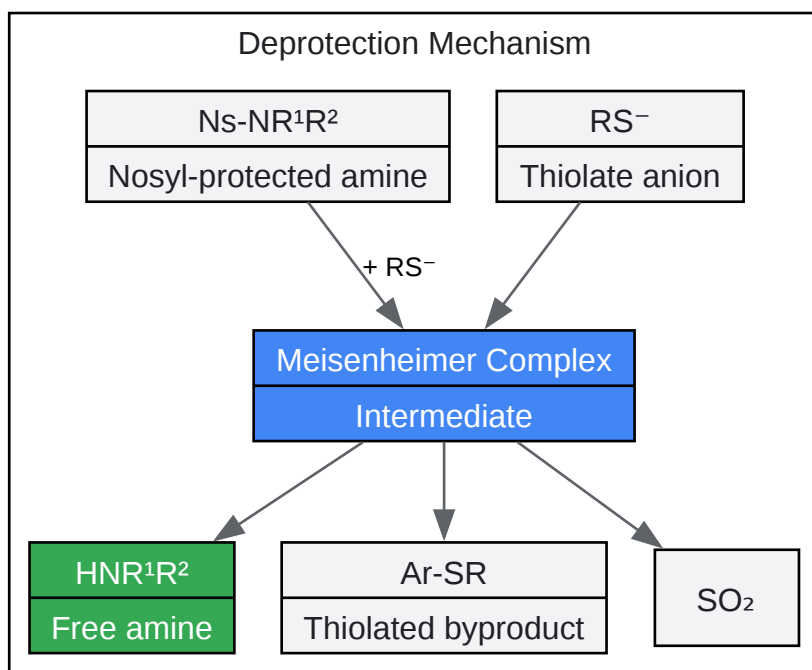 Deprotection Mechanism
Ns-NR¹R²
Nosyl-protected amine
RS⁻
Thiolate anion
+ RS⁻
Meisenheimer Complex
Intermediate
HNR¹R²
Free amine
Ar-SR
Thiolated byproduct
SO₂